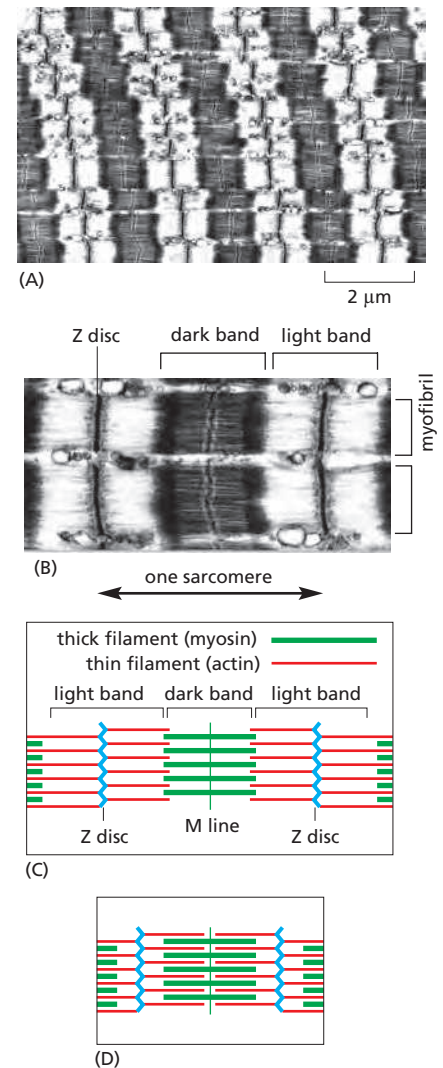 (A)
2 μm
Z disc
dark band
light band
myofibril
(B)
one sarcomere
thick filament (myosin)
thin filament (actin)
light band
dark band
light band
Z disc
M line
Z disc
(C)
(D)